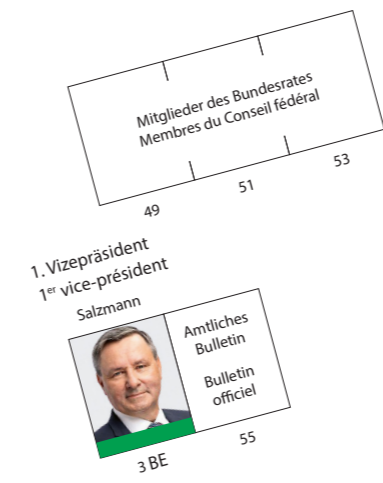 Mitglieder des Bundesrates
Membres du Conseil fédéral
49
51
53
1. Vizepräsident
1er vice-président
Salzmann
Amtliches
Bulletin
Bulletin
officiel
3 BE
55